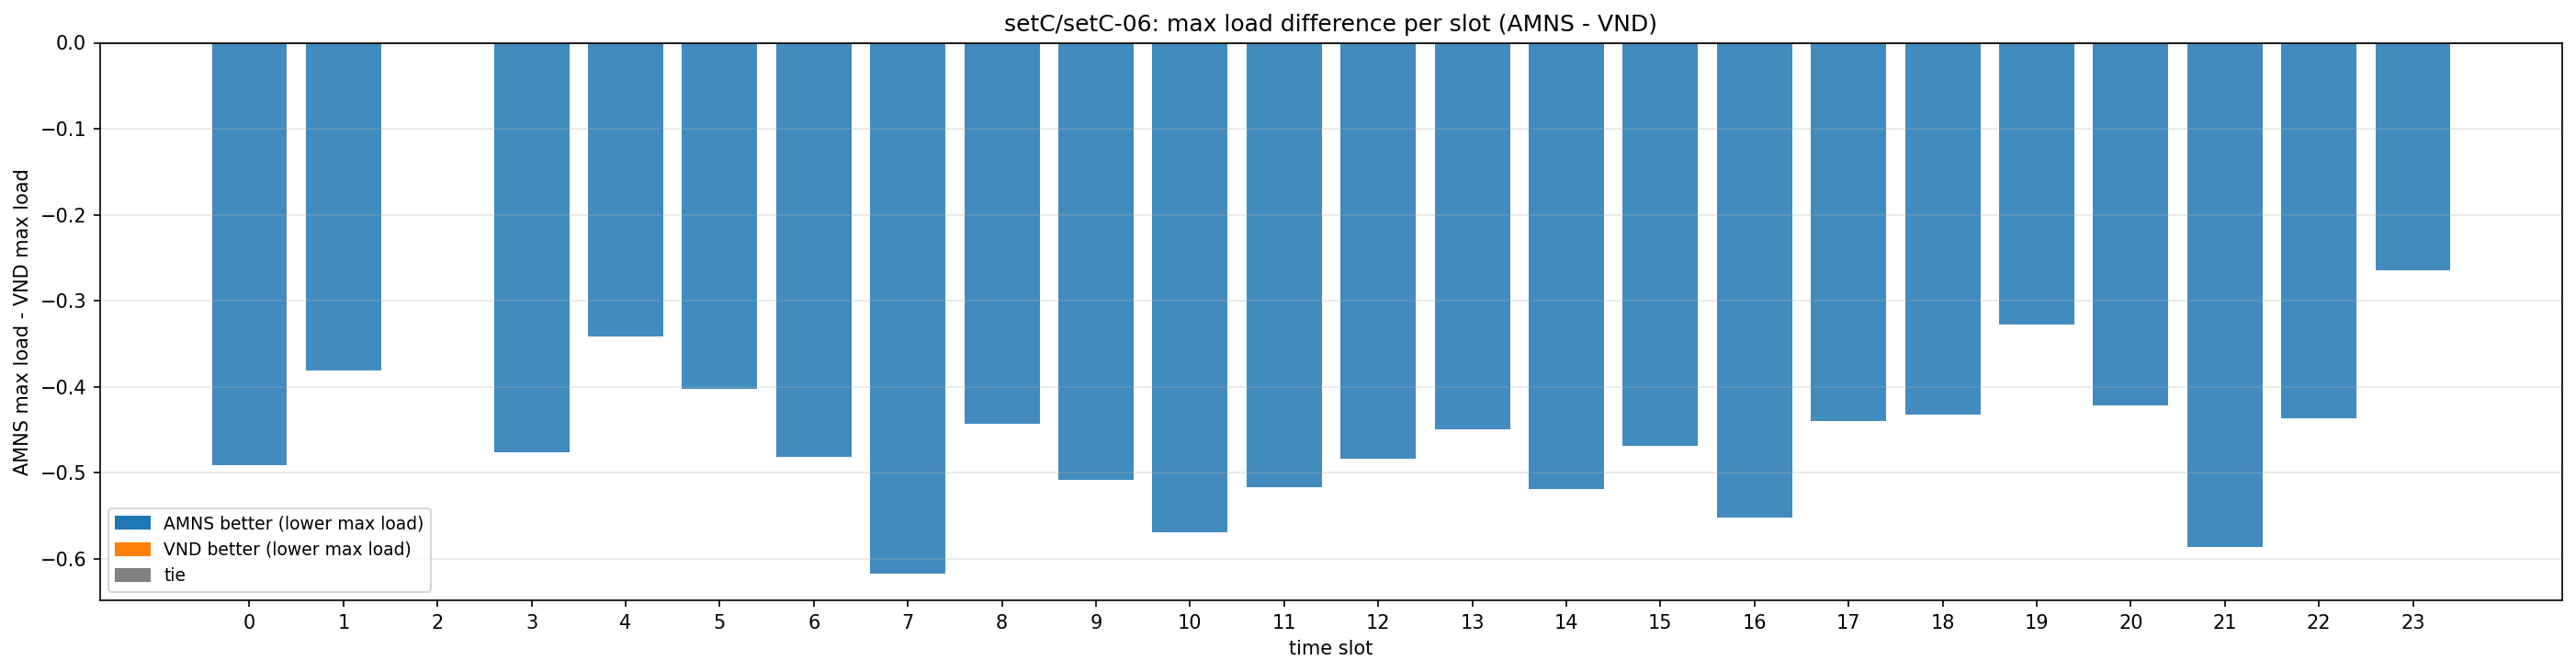 setC/setC-06: max load difference per slot (AMNS - VND)
AMNS max load - VND max load
0.0
−0.1
−0.2
−0.3
−0.4
−0.5
−0.6
AMNS better (lower max load)
VND better (lower max load)
tie
0 1 2 3 4 5 6 7 8 9 10 11 12 13 14 15 16 17 18 19 20 21 22 23
time slot